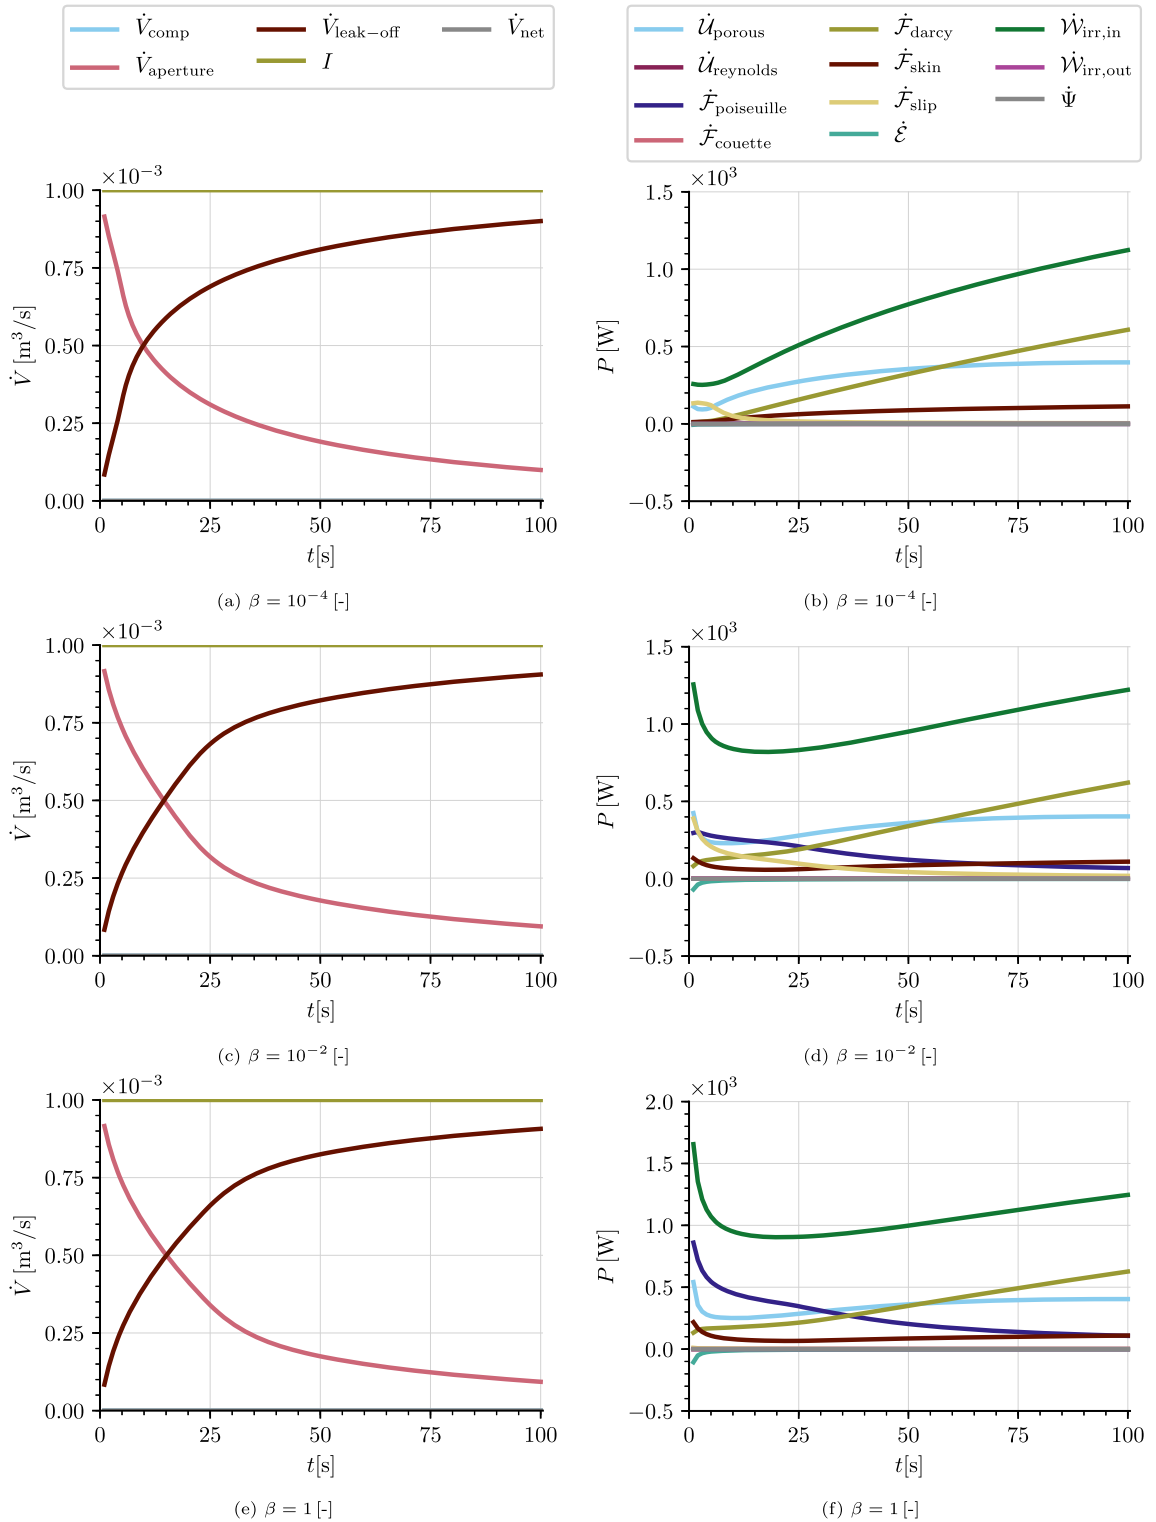 V̇comp V̇leak−off V̇net
V̇aperture I
U̇porous Ḟdarcy Ẇirr,in
U̇reynolds Ḟskin Ẇirr,out
Ḟpoiseuille Ḟslip Ψ̇
Ḟcouette Ė
×10⁻³
1.00
0.75
0.50
0.25
0.00
V̇ [m³/s]
0 25 50 75 100
t[s]
(a) β = 10⁻⁴ [-]
×10³
1.5
1.0
0.5
0.0
−0.5
P [W]
0 25 50 75 100
t[s]
(b) β = 10⁻⁴ [-]
×10⁻³
1.00
0.75
0.50
0.25
0.00
V̇ [m³/s]
0 25 50 75 100
t[s]
(c) β = 10⁻² [-]
×10³
1.5
1.0
0.5
0.0
−0.5
P [W]
0 25 50 75 100
t[s]
(d) β = 10⁻² [-]
×10⁻³
1.00
0.75
0.50
0.25
0.00
V̇ [m³/s]
0 25 50 75 100
t[s]
(e) β = 1 [-]
×10³
2.0
1.5
1.0
0.5
0.0
−0.5
P [W]
0 25 50 75 100
t[s]
(f) β = 1 [-]